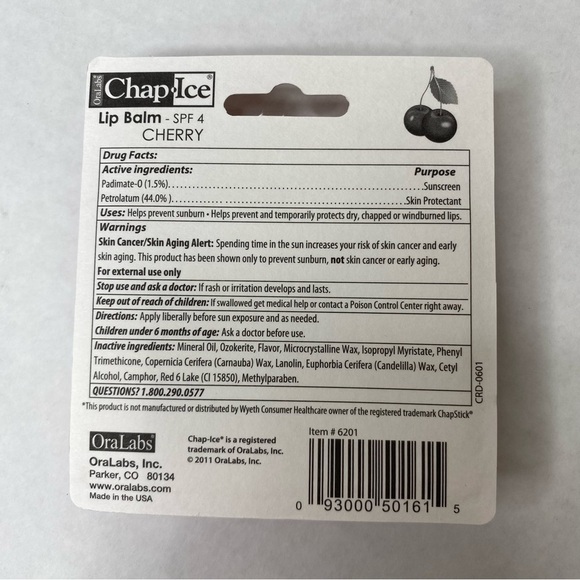 OraLabs® Chap·Ice®
Lip Balm - SPF 4
CHERRY
Drug Facts:
Active ingredients: Purpose
Padimate-O (1.5%)..........Sunscreen
Petrolatum (44.0% )..........Skin Protectant
Uses: Helps prevent sunburn • Helps prevent and temporarily protects dry, chapped or windburned lips.
Warnings
Skin Cancer/Skin Aging Alert: Spending time in the sun increases your risk of skin cancer and early
skin aging. This product has been shown only to prevent sunburn, not skin cancer or early aging.
For external use only
Stop use and ask a doctor: If rash or irritation develops and lasts.
Keep out of reach of children: If swallowed get medical help or contact a Poison Control Center right away.
Directions: Apply liberally before sun exposure and as needed.
Children under 6 months of age: Ask a doctor before use.
Inactive ingredients: Mineral Oil, Ozokerite, Flavor, Microcrystalline Wax, Isopropyl Myristate, Phenyl
Trimethicone, Copernicia Cerifera (Carnauba) Wax, Lanolin, Euphorbia Cerifera (Candelilla) Wax, Cetyl
Alcohol, Camphor, Red 6 Lake (CI 15850), Methylparaben.
QUESTIONS? 1.800.290.0577
CRD-0601
*This product is not manufactured or distributed by Wyeth Consumer Healthcare owner of the registered trademark ChapStick®
OraLabs®
OraLabs, Inc.
Parker, CO 80134
www.oralabs.com
Made in the USA
Chap-Ice® is a registered
trademark of OraLabs, Inc.
© 2011 OraLabs, Inc.
Item # 6201
0 93000 50161 5